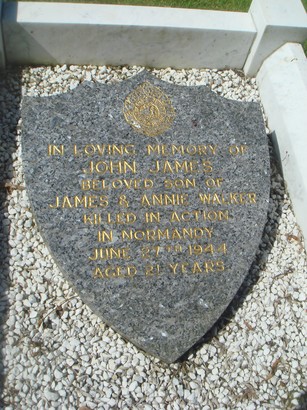 IN LOVING MEMORY OF
JOHN JAMES
BELOVED SON OF
JAMES & ANNIE WALKER
KILLED IN ACTION
IN NORMANDY
JUNE 27TH 1944
AGED 21 YEARS